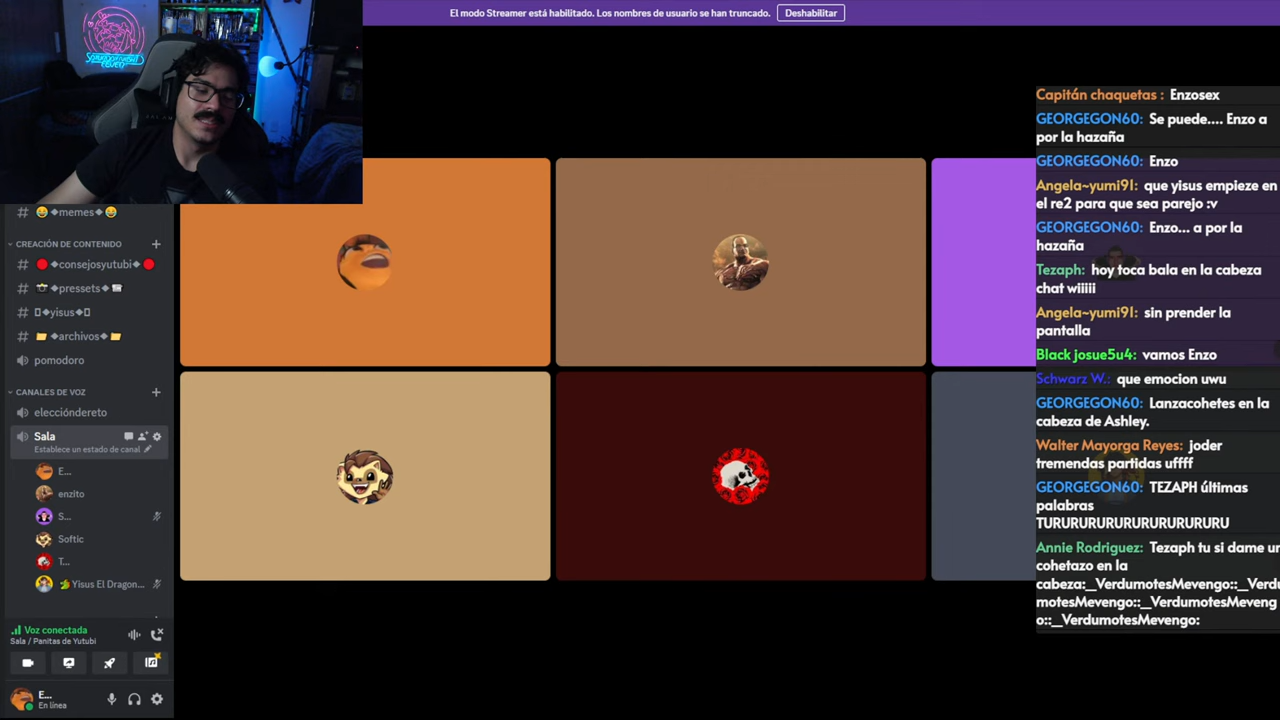 El modo Streamer está habilitado. Los nombres de usuario se han truncado.
Deshabilitar
◆memes◆
CREACIÓN DE CONTENIDO
◆consejosyutubi◆
◆pressets◆
◆yisus◆
◆archivos◆
pomodoro
CANALES DE VOZ
eleccióndereto
Sala
Establece un estado de canal
E...
enzito
S...
Softic
T...
Yisus El Dragon...
Voz conectada
Sala / Panitas de Yutubi
E...
En línea
Capitán chaquetas : Enzosex
GEORGEGON60: Se puede.... Enzo a
por la hazaña
GEORGEGON60: Enzo
Angela~yumi91: que yisus empieze en
el re2 para que sea parejo :v
GEORGEGON60: Enzo... a por la
hazaña
Tezaph: hoy toca bala en la cabeza
chat wiiiii
Angela~yumi91: sin prender la
pantalla
Black josue5u4: vamos Enzo
Schwarz W.: que emocion uwu
GEORGEGON60: Lanzacohetes en la
cabeza de Ashley.
Walter Mayorga Reyes: joder
tremendas partidas uffff
GEORGEGON60: TEZAPH últimas
palabras
TURURURURURURURURURU
Annie Rodriguez: Tezaph tu si dame un
cohetazo en la
cabeza:_VerdumotesMevengo::_Verdu
motesMevengo::_VerdumotesMeveng
o::_VerdumotesMevengo: